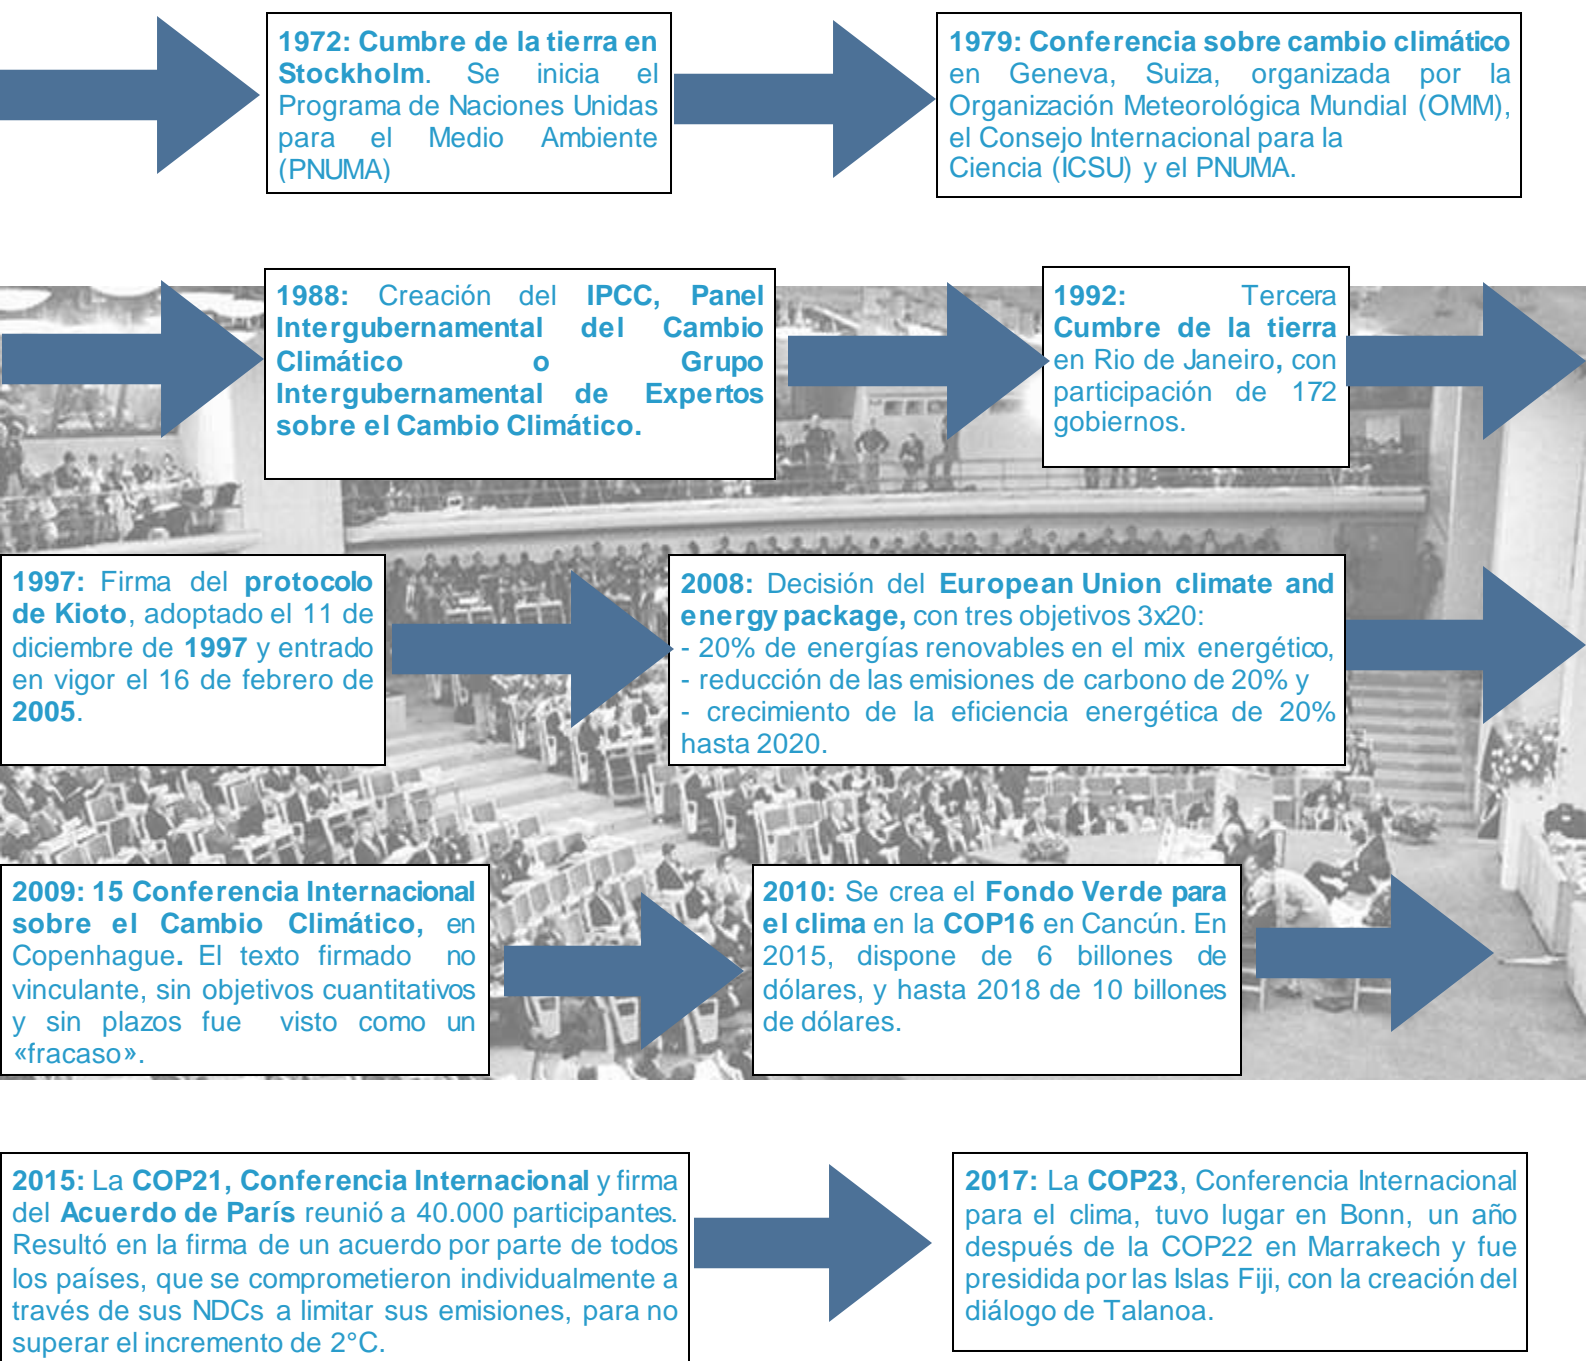 1972: Cumbre de la tierra en
Stockholm. Se inicia el
Programa de Naciones Unidas
para el Medio Ambiente
(PNUMA)
1979: Conferencia sobre cambio climático
en Geneva, Suiza, organizada por la
Organización Meteorológica Mundial (OMM),
el Consejo Internacional para la
Ciencia (ICSU) y el PNUMA.
1988: Creación del IPCC, Panel
Intergubernamental del Cambio
Climático o Grupo
Intergubernamental de Expertos
sobre el Cambio Climático.
1992: Tercera
Cumbre de la tierra
en Rio de Janeiro, con
participación de 172
gobiernos.
1997: Firma del protocolo
de Kioto, adoptado el 11 de
diciembre de 1997 y entrado
en vigor el 16 de febrero de
2005.
2008: Decisión del European Union climate and
energy package, con tres objetivos 3x20:
- 20% de energías renovables en el mix energético,
- reducción de las emisiones de carbono de 20% y
- crecimiento de la eficiencia energética de 20%
hasta 2020.
2009: 15 Conferencia Internacional
sobre el Cambio Climático, en
Copenhague. El texto firmado no
vinculante, sin objetivos cuantitativos
y sin plazos fue visto como un
«fracaso».
2010: Se crea el Fondo Verde para
el clima en la COP16 en Cancún. En
2015, dispone de 6 billones de
dólares, y hasta 2018 de 10 billones
de dólares.
2015: La COP21, Conferencia Internacional y firma
del Acuerdo de París reunió a 40.000 participantes.
Resultó en la firma de un acuerdo por parte de todos
los países, que se comprometieron individualmente a
través de sus NDCs a limitar sus emisiones, para no
superar el incremento de 2°C.
2017: La COP23, Conferencia Internacional
para el clima, tuvo lugar en Bonn, un año
después de la COP22 en Marrakech y fue
presidida por las Islas Fiji, con la creación del
diálogo de Talanoa.